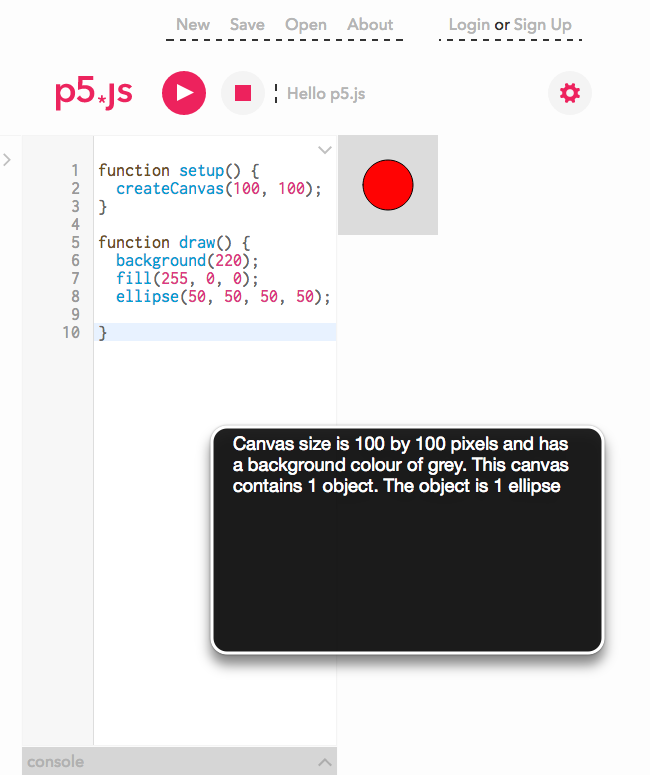 New Save Open About Login or Sign Up
p5*js Hello p5.js
1 function setup() {
2   createCanvas(100, 100);
3 }
4
5 function draw() {
6   background(220);
7   fill(255, 0, 0);
8   ellipse(50, 50, 50, 50);
9
10 }
Canvas size is 100 by 100 pixels and has
a background colour of grey. This canvas
contains 1 object. The object is 1 ellipse
console